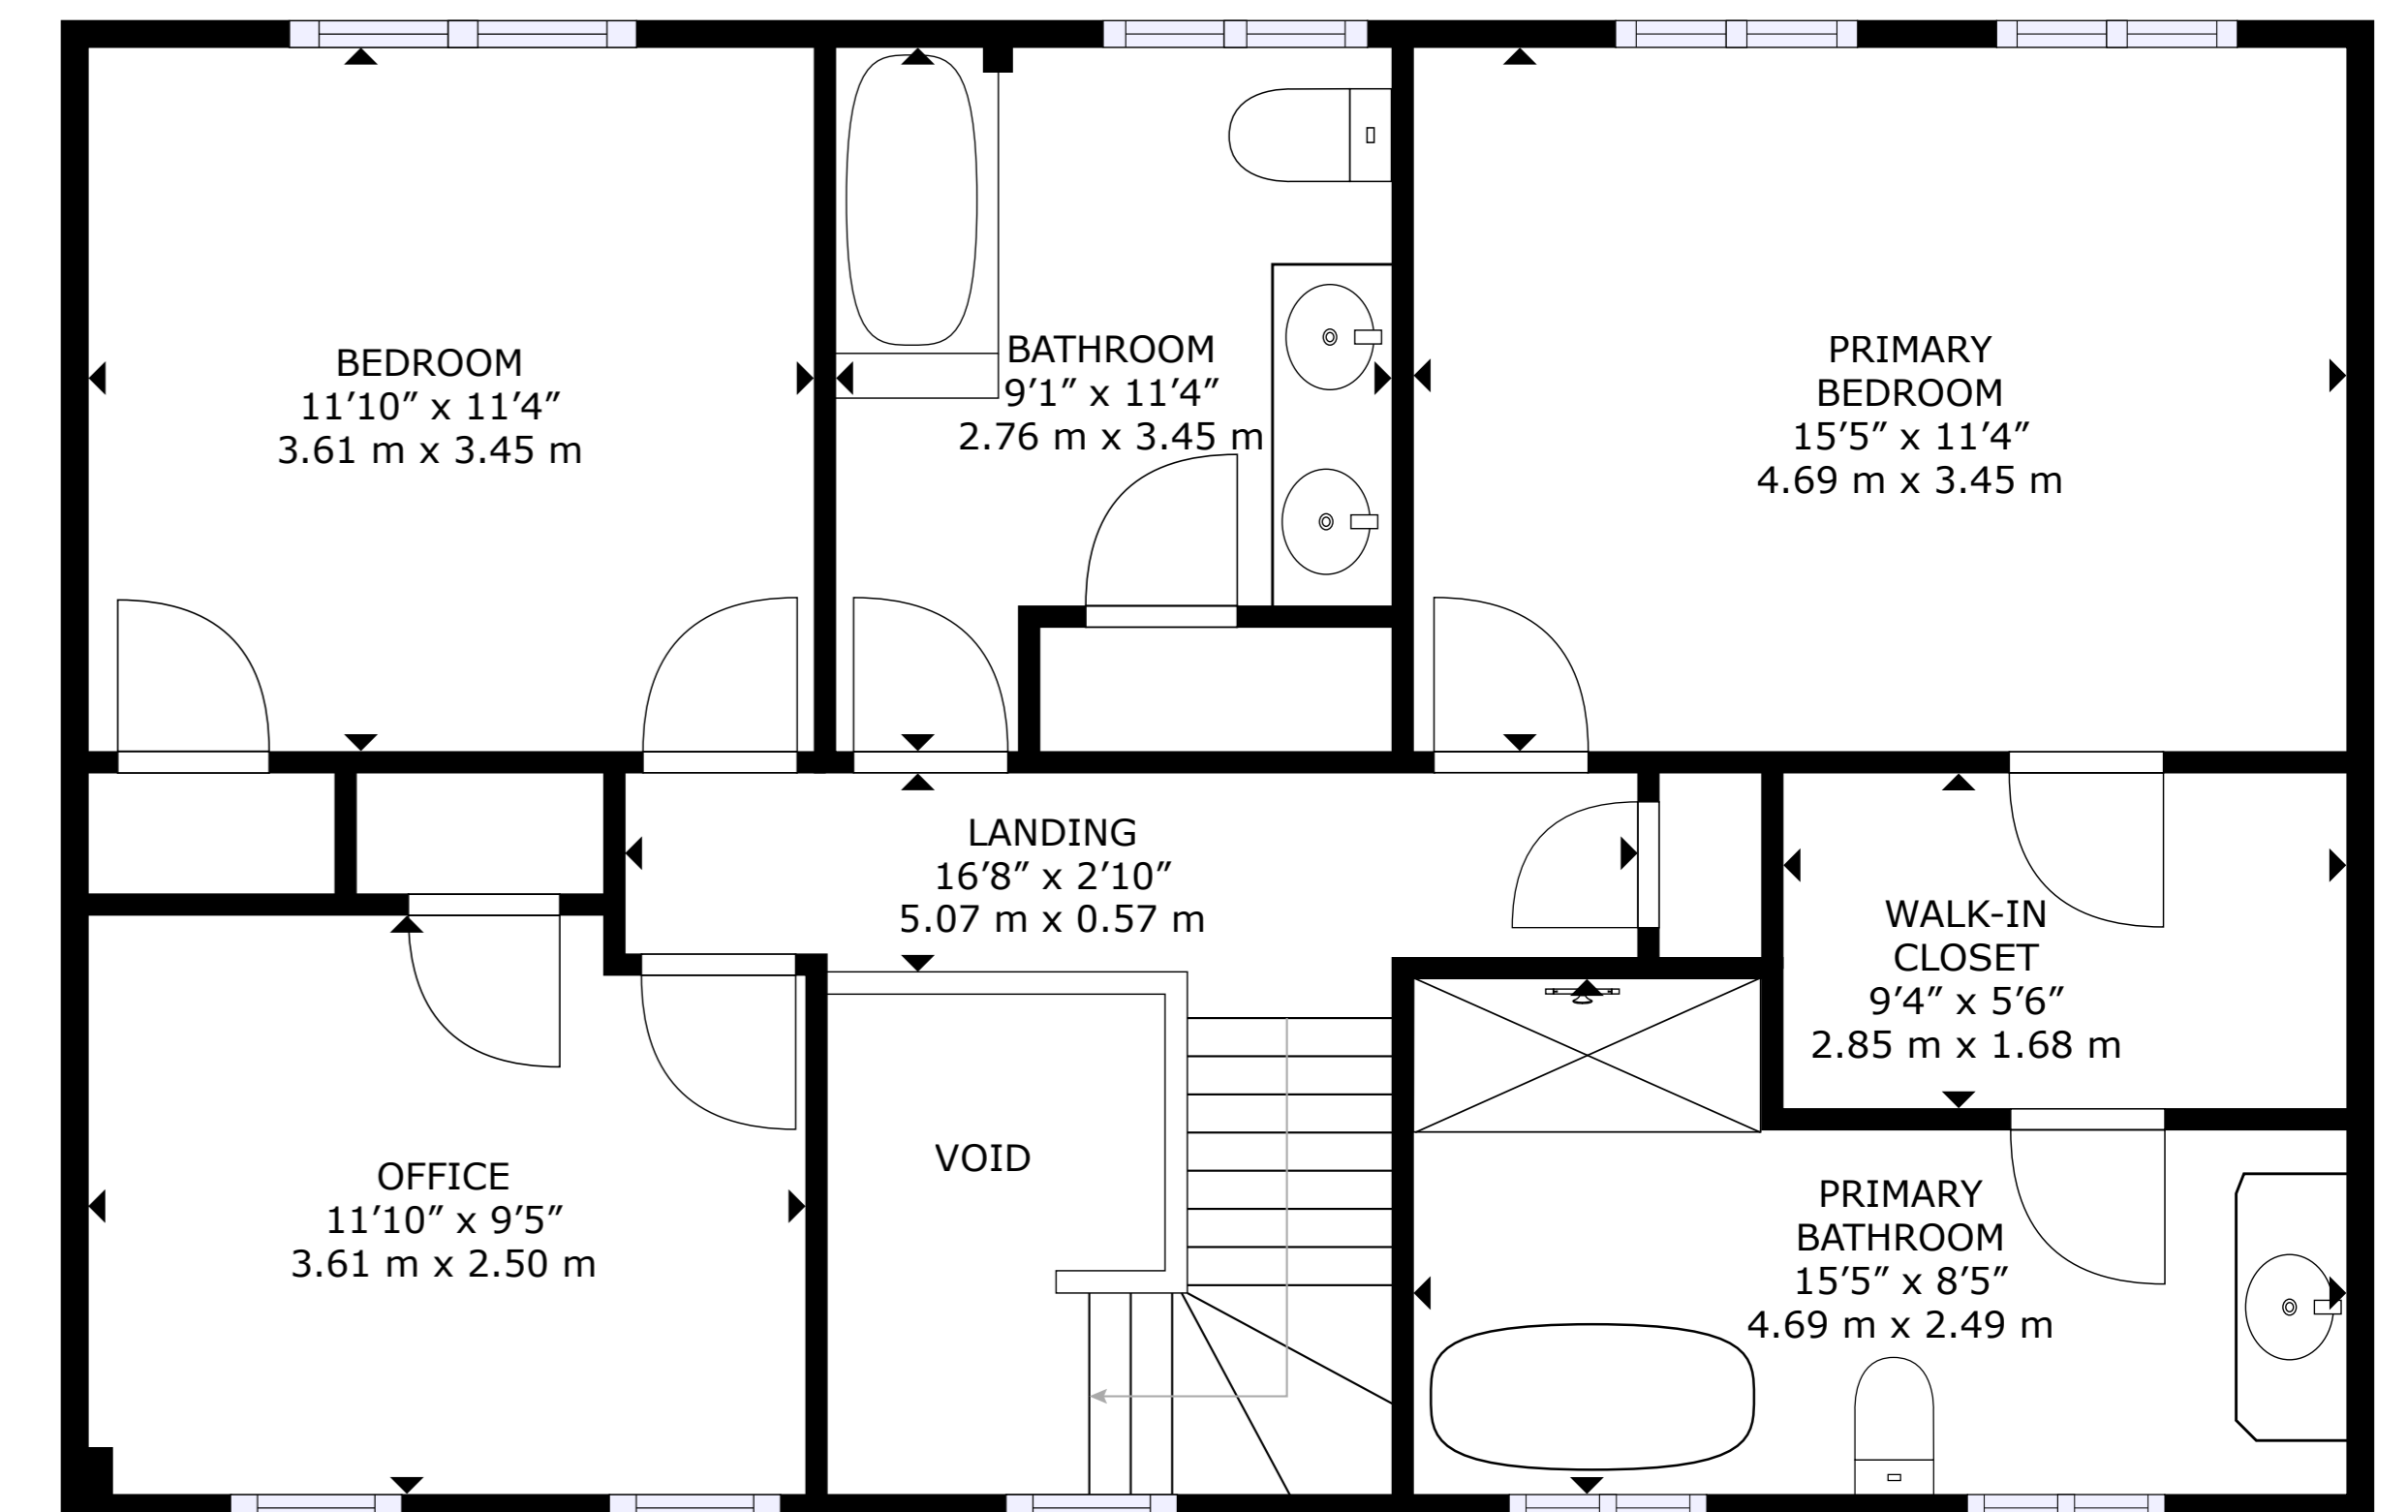 BEDROOM
11′10″ x 11′4″
3.61 m x 3.45 m
BATHROOM
9′1″ x 11′4″
2.76 m x 3.45 m
PRIMARY
BEDROOM
15′5″ x 11′4″
4.69 m x 3.45 m
LANDING
16′8″ x 2′10″
5.07 m x 0.57 m
WALK-IN
CLOSET
9′4″ x 5′6″
2.85 m x 1.68 m
OFFICE
11′10″ x 9′5″
3.61 m x 2.50 m
VOID
PRIMARY
BATHROOM
15′5″ x 8′5″
4.69 m x 2.49 m